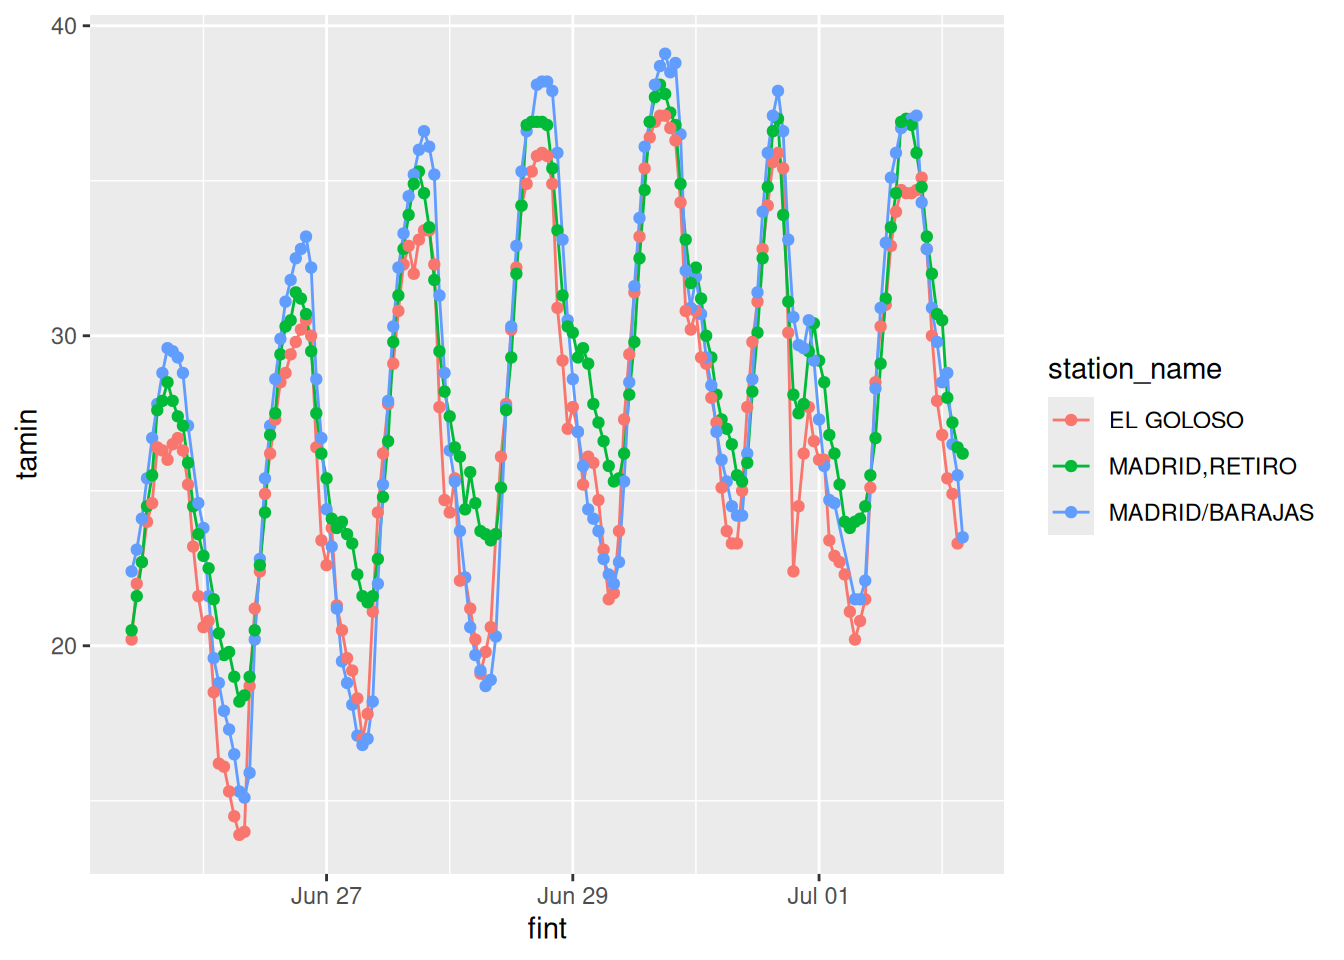 40
30
20
tamin
Jun 27
Jun 29
Jul 01
fint
station_name
EL GOLOSO
MADRID,RETIRO
MADRID/BARAJAS